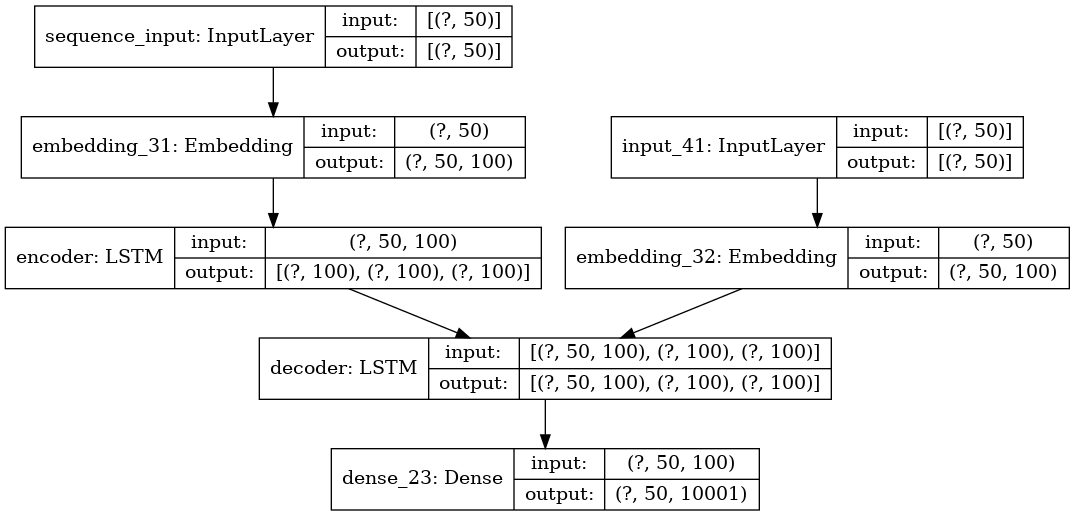 sequence_input: InputLayer
input: [(?, 50)]
output: [(?, 50)]
embedding_31: Embedding
input: (?, 50)
output: (?, 50, 100)
input_41: InputLayer
input: [(?, 50)]
output: [(?, 50)]
encoder: LSTM
input: (?, 50, 100)
output: [(?, 100), (?, 100), (?, 100)]
embedding_32: Embedding
input: (?, 50)
output: (?, 50, 100)
decoder: LSTM
input: [(?, 50, 100), (?, 100), (?, 100)]
output: [(?, 50, 100), (?, 100), (?, 100)]
dense_23: Dense
input: (?, 50, 100)
output: (?, 50, 10001)